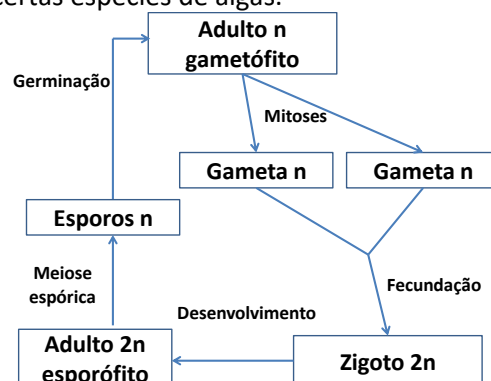 certas espécies de algas.
Adulto n
gametófito
Germinação
Mitoses
Gameta n
Gameta n
Esporos n
Meiose
espórica
Fecundação
Desenvolvimento
Adulto 2n
esporófito
Zigoto 2n